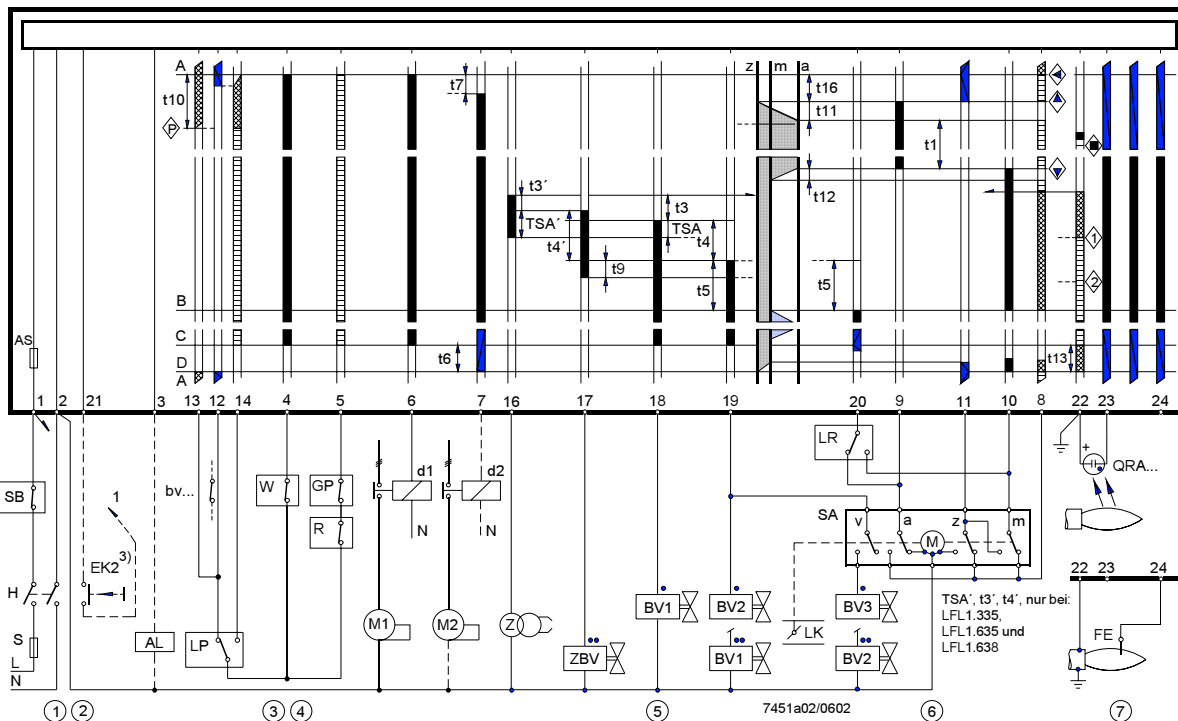 A z m a
t7 t16
t10 t11
P t1
t3´ t12
t3
TSA´ TSA 1
t4´ t4
t9 2
t5 t5
B
AS C
D t6 t13
A
1 2 21 3 13 12 14 4 5 6 7 16 17 18 19 20 9 11 10 8 22 23 24
LR
+
QRA...
1 d1 d2
SB bv... W GP
N N SA v a z m
R M
EK2 3)
H BV1 BV2 BV3 TSA´, t3´, t4´, nur bei:
LFL1.335,
LFL1.635 und
LFL1.638
22 23 24
M1 M2 Z LK FE
S AL LP ZBV BV1 BV2
L
N
1 2 3 4 5 7451a02/0602 6 7